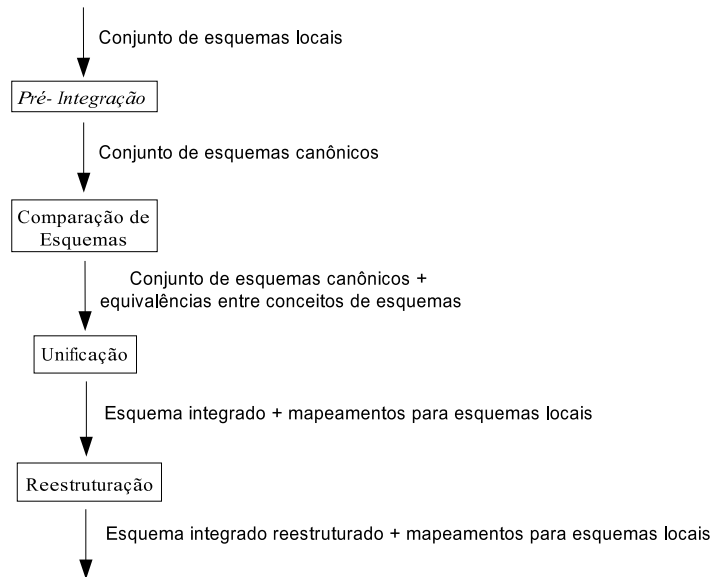 Conjunto de esquemas locais
Pré- Integração
Conjunto de esquemas canônicos
Comparação de
Esquemas
Conjunto de esquemas canônicos +
equivalências entre conceitos de esquemas
Unificação
Esquema integrado + mapeamentos para esquemas locais
Reestruturação
Esquema integrado reestruturado + mapeamentos para esquemas locais